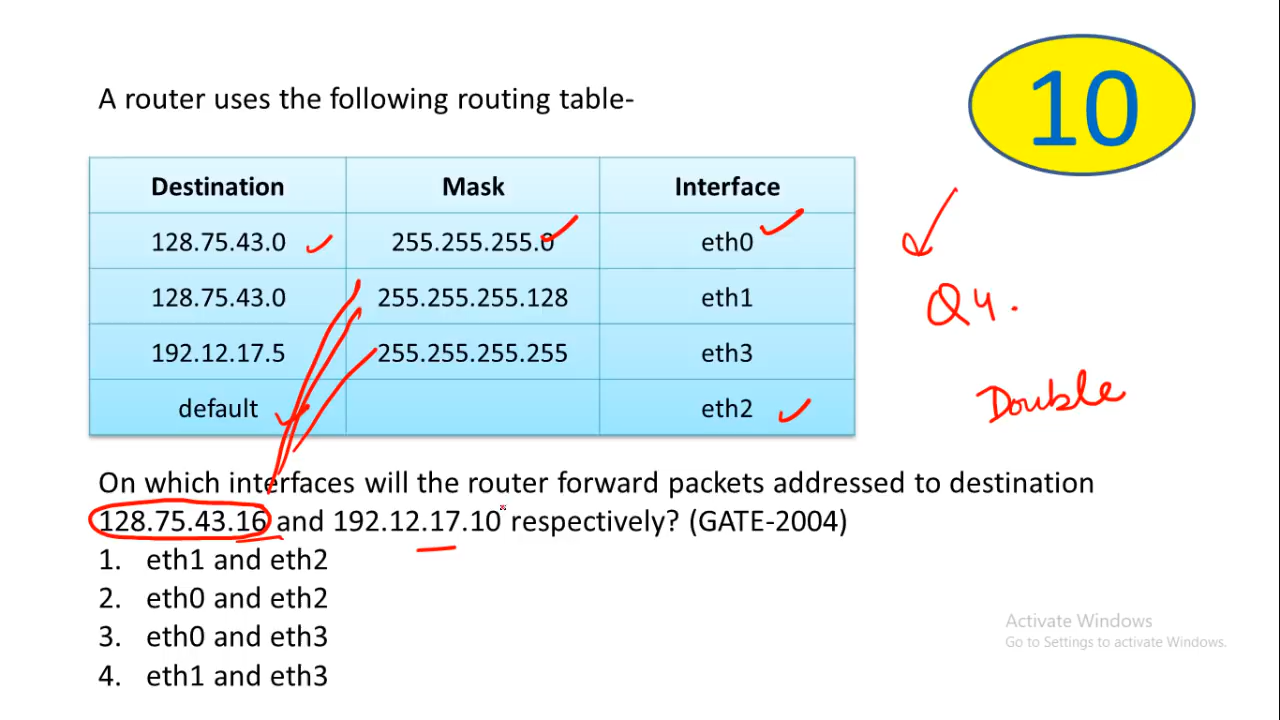 10
A router uses the following routing table-
Destination Mask Interface
128.75.43.0 255.255.255.0 eth0
128.75.43.0 255.255.255.128 eth1
192.12.17.5 255.255.255.255 eth3
default eth2
Q4.
Double
On which interfaces will the router forward packets addressed to destination
128.75.43.16 and 192.12.17.10 respectively? (GATE-2004)
1. eth1 and eth2
2. eth0 and eth2
3. eth0 and eth3
4. eth1 and eth3
Activate Windows
Go to Settings to activate Windows.